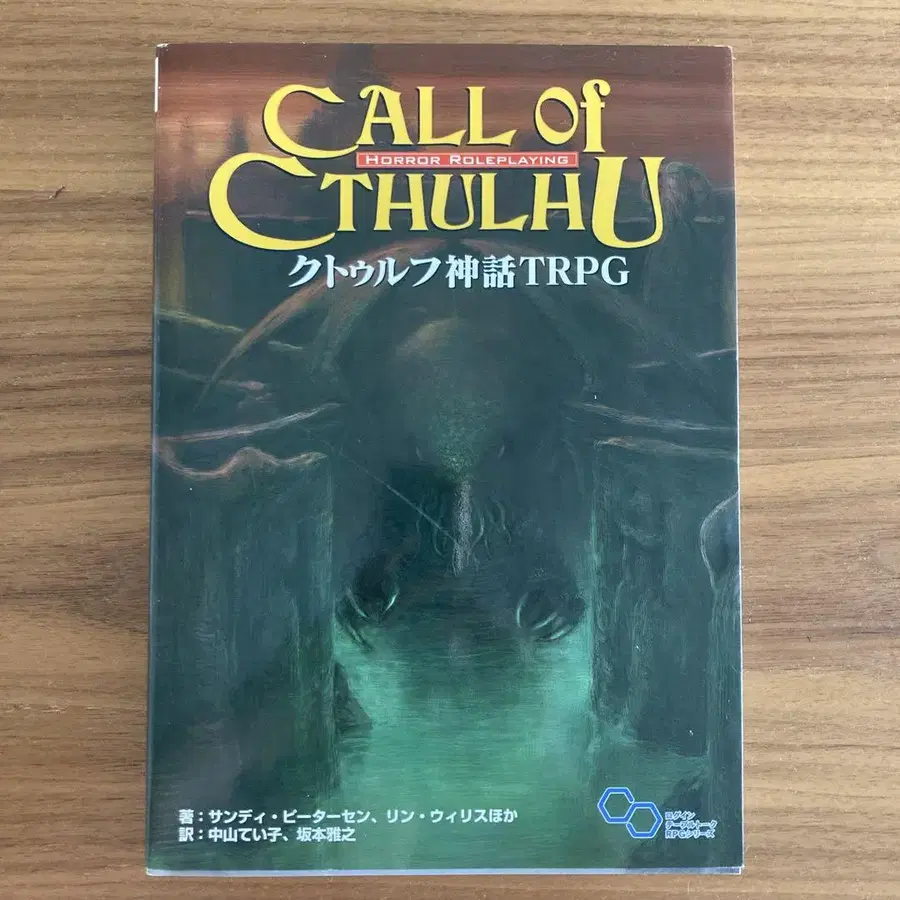 CALL of
HORROR ROLEPLAYING
CTHULHU
クトゥルフ神話TRPG
著：サンディ・ピーターセン、リン・ウィリスほか
訳：中山てい子、坂本雅之
ログイン
テーブルトーク
RPGシリーズ